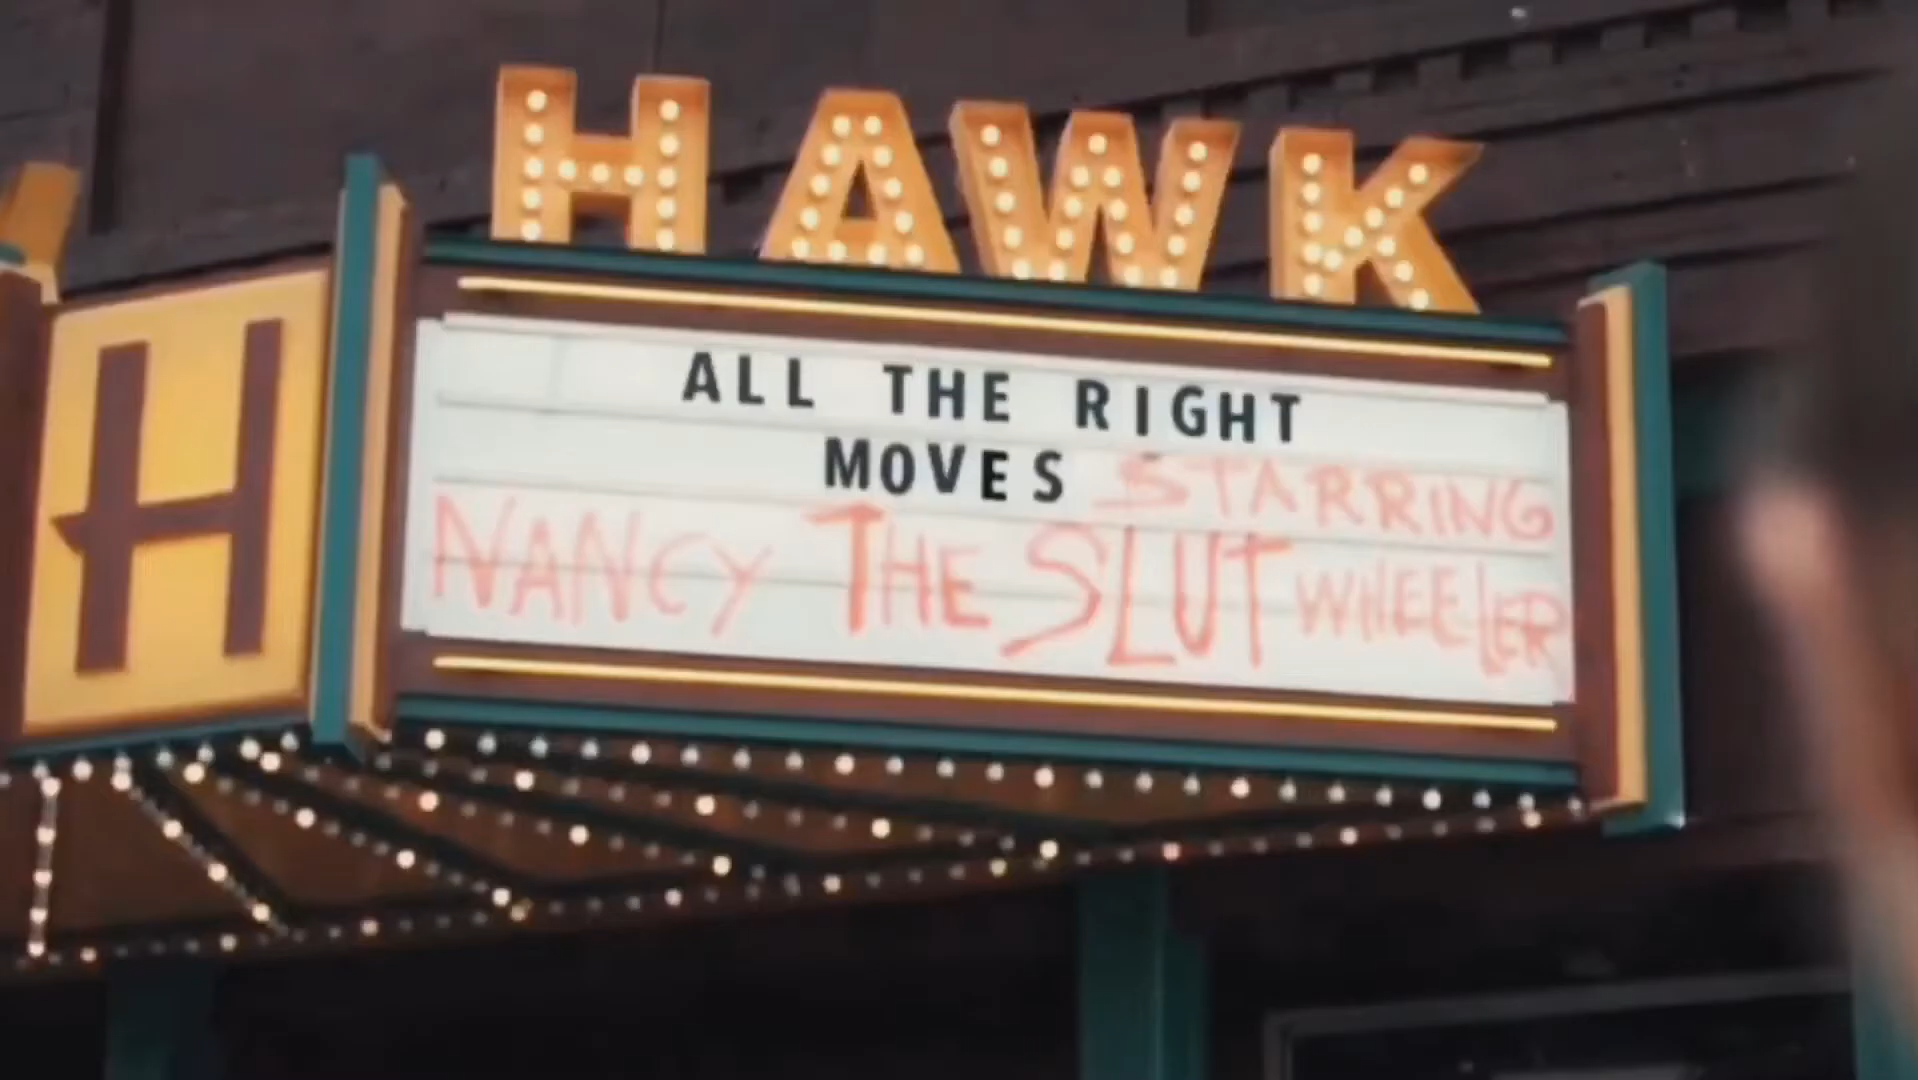 HAWK
H
ALL THE RIGHT
MOVES STARRING
NANCY THE SLUT WHEELER